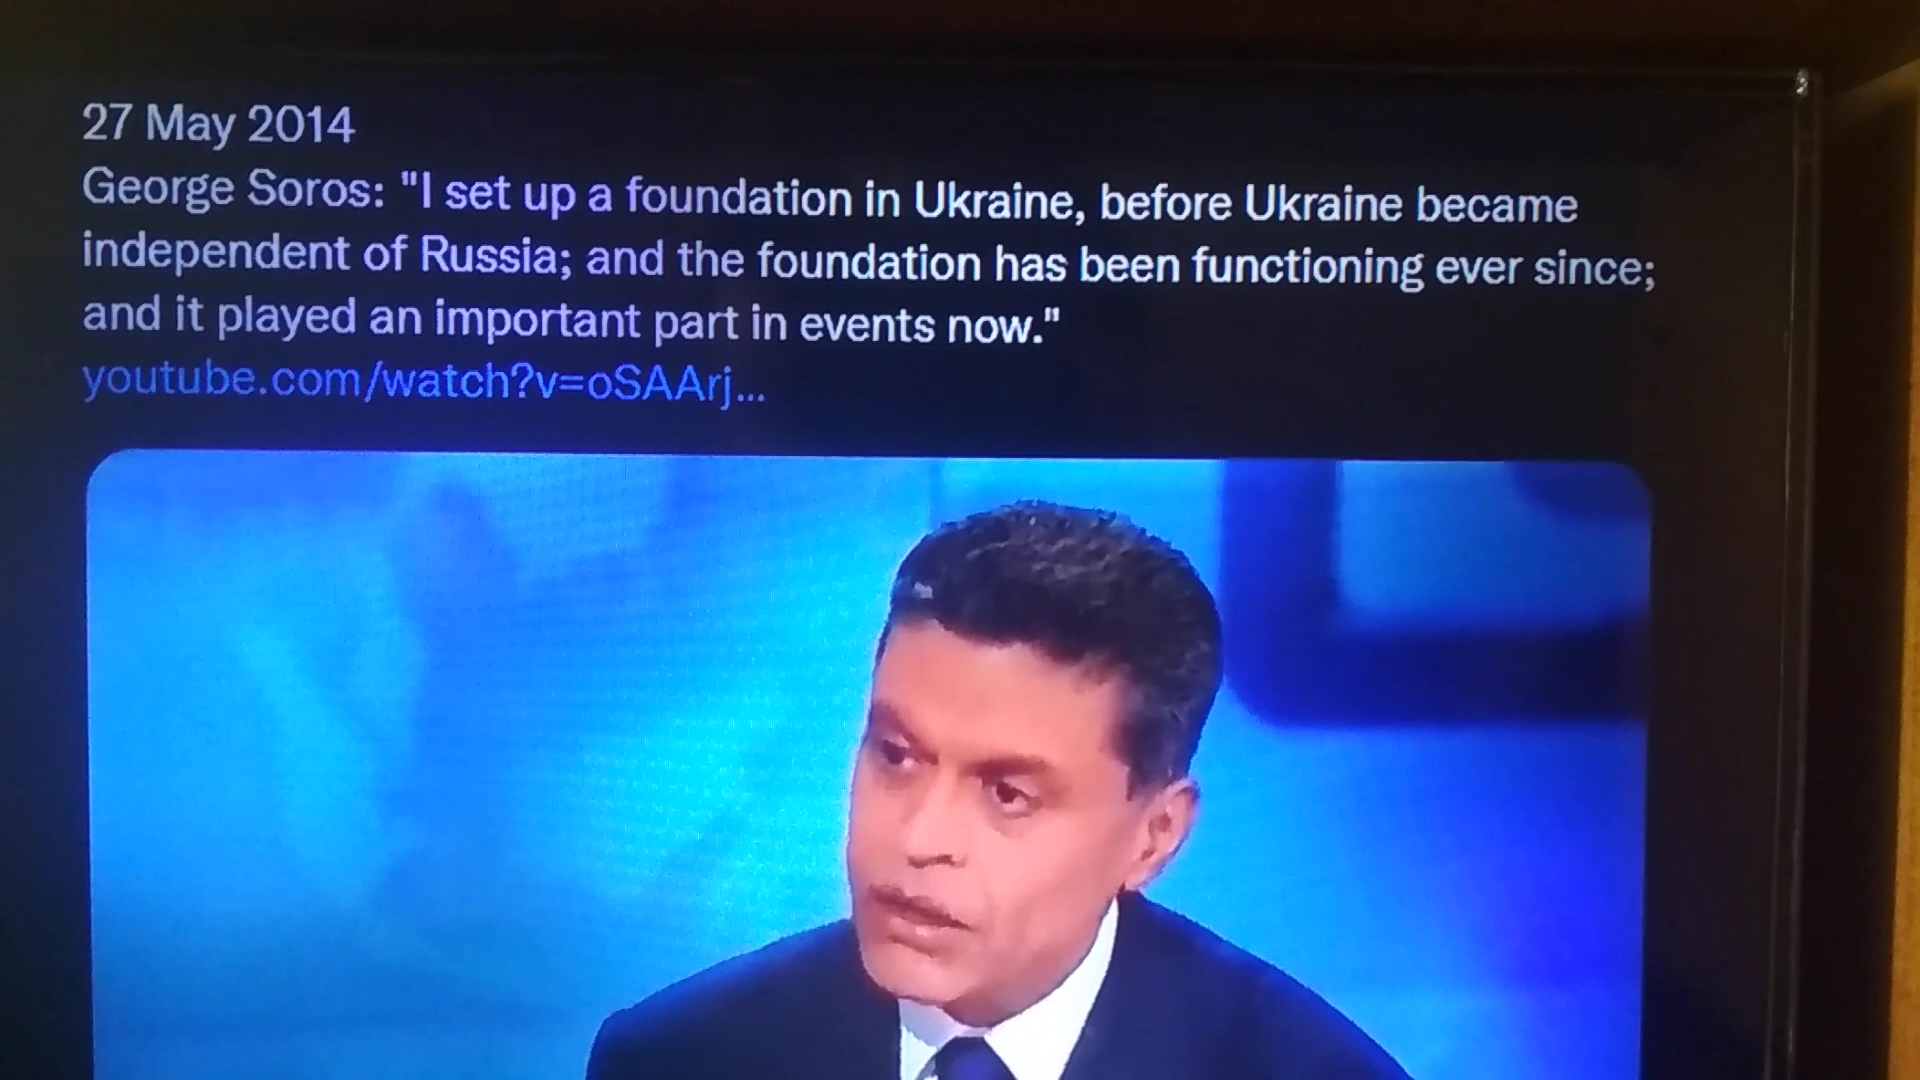 27 May 2014
George Soros: "I set up a foundation in Ukraine, before Ukraine became
independent of Russia; and the foundation has been functioning ever since;
and it played an important part in events now."
youtube.com/watch?v=oSAArj...